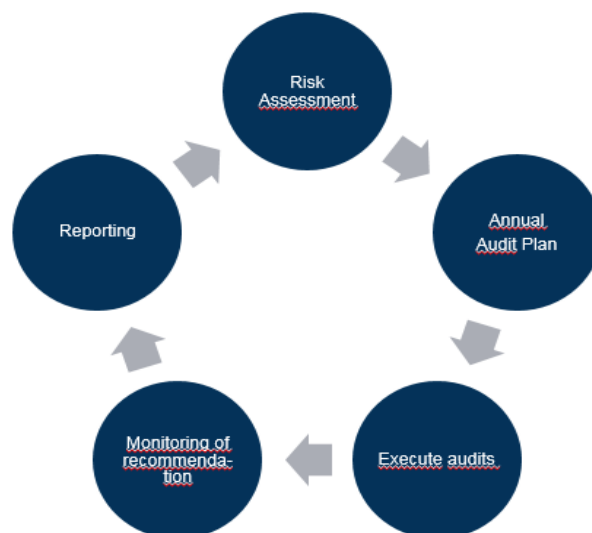 Risk
Assessment
Annual
Audit Plan
Execute audits
Monitoring of
recommenda-
tion
Reporting